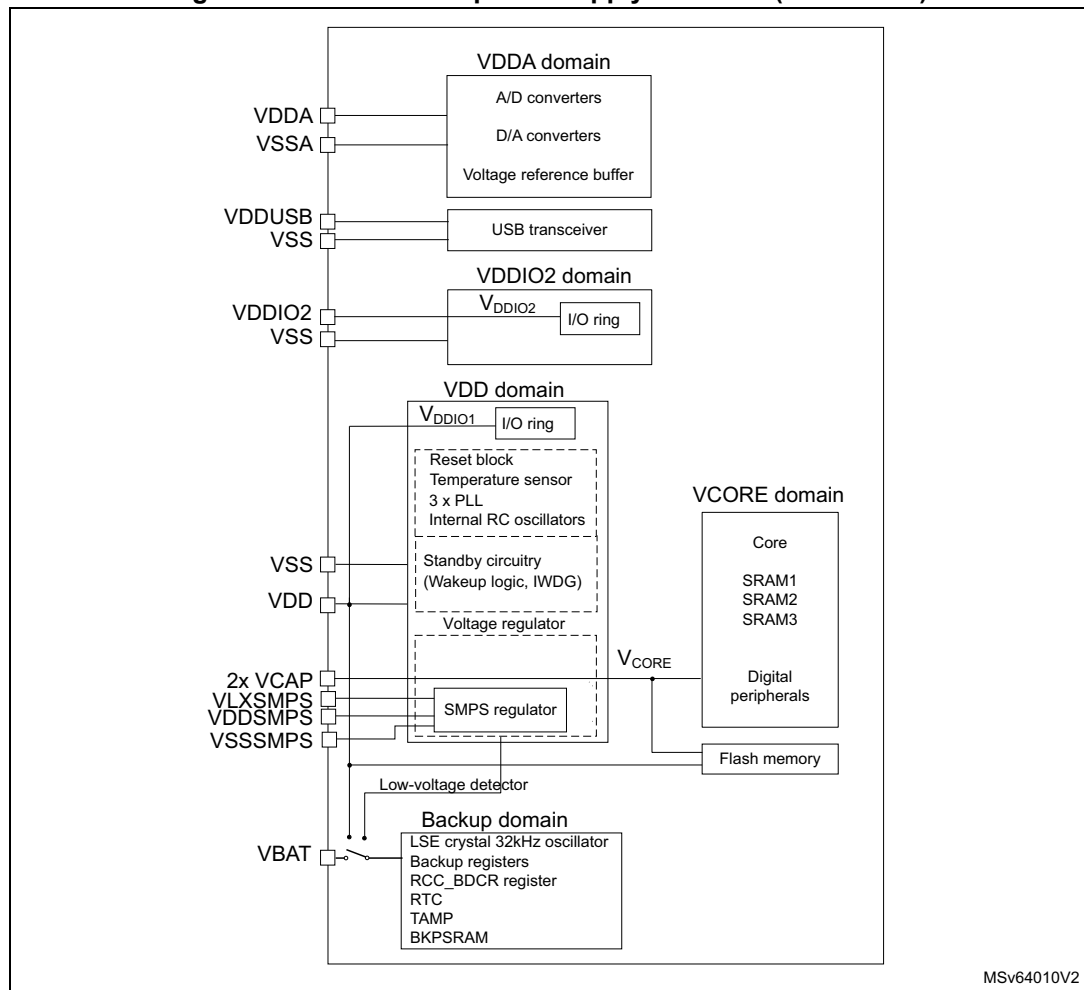 VDDA domain
A/D converters
VDDA
D/A converters
VSSA
Voltage reference buffer
VDDUSB
USB transceiver
VSS
VDDIO2 domain
VDDIO2
VDDIO2
I/O ring
VSS
VDD domain
VDDIO1
I/O ring
Reset block
Temperature sensor
3 x PLL
Internal RC oscillators
VSS
Standby circuitry
(Wakeup logic, IWDG)
VDD
Voltage regulator
2x VCAP
VLXSMPS
VDDSMPS
VSSSMPS
SMPS regulator
VCORE
VCORE domain
Core
SRAM1
SRAM2
SRAM3
Digital
peripherals
Flash memory
Low-voltage detector
Backup domain
VBAT
LSE crystal 32kHz oscillator
Backup registers
RCC_BDCR register
RTC
TAMP
BKPSRAM
MSv64010V2